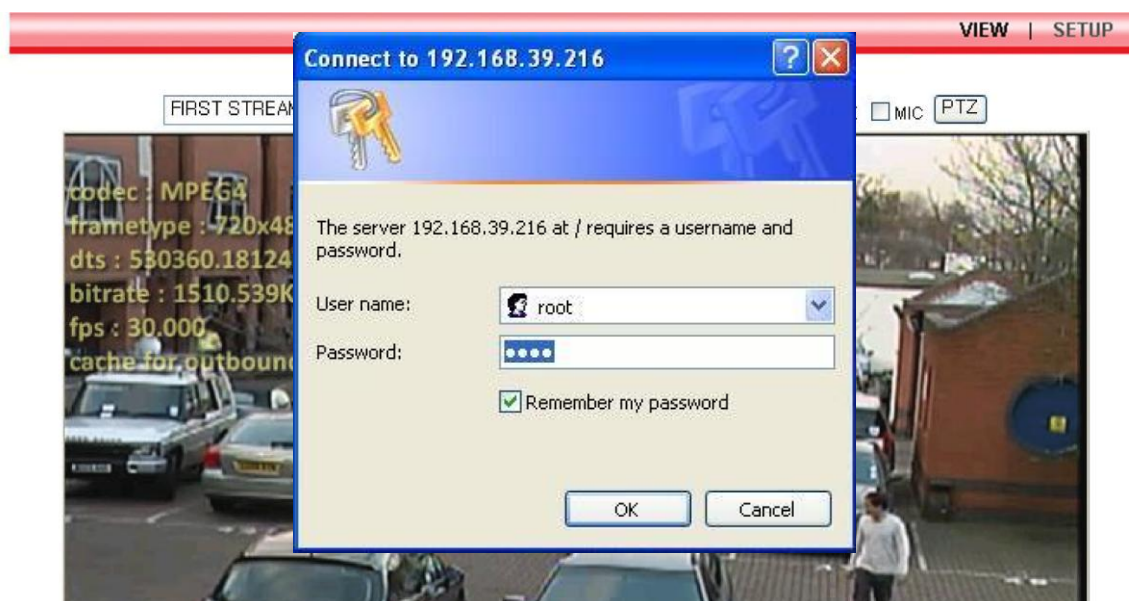 VIEW | SETUP
Connect to 192.168.39.216
FIRST STREAM
MIC PTZ
codec : MPEG4
frametype : 720x48
dts : 530360.18124
bitrate : 1510.539K
fps : 30.000
cache for outbound
The server 192.168.39.216 at / requires a username and
password.
User name: root
Password: ••••
Remember my password
OK Cancel